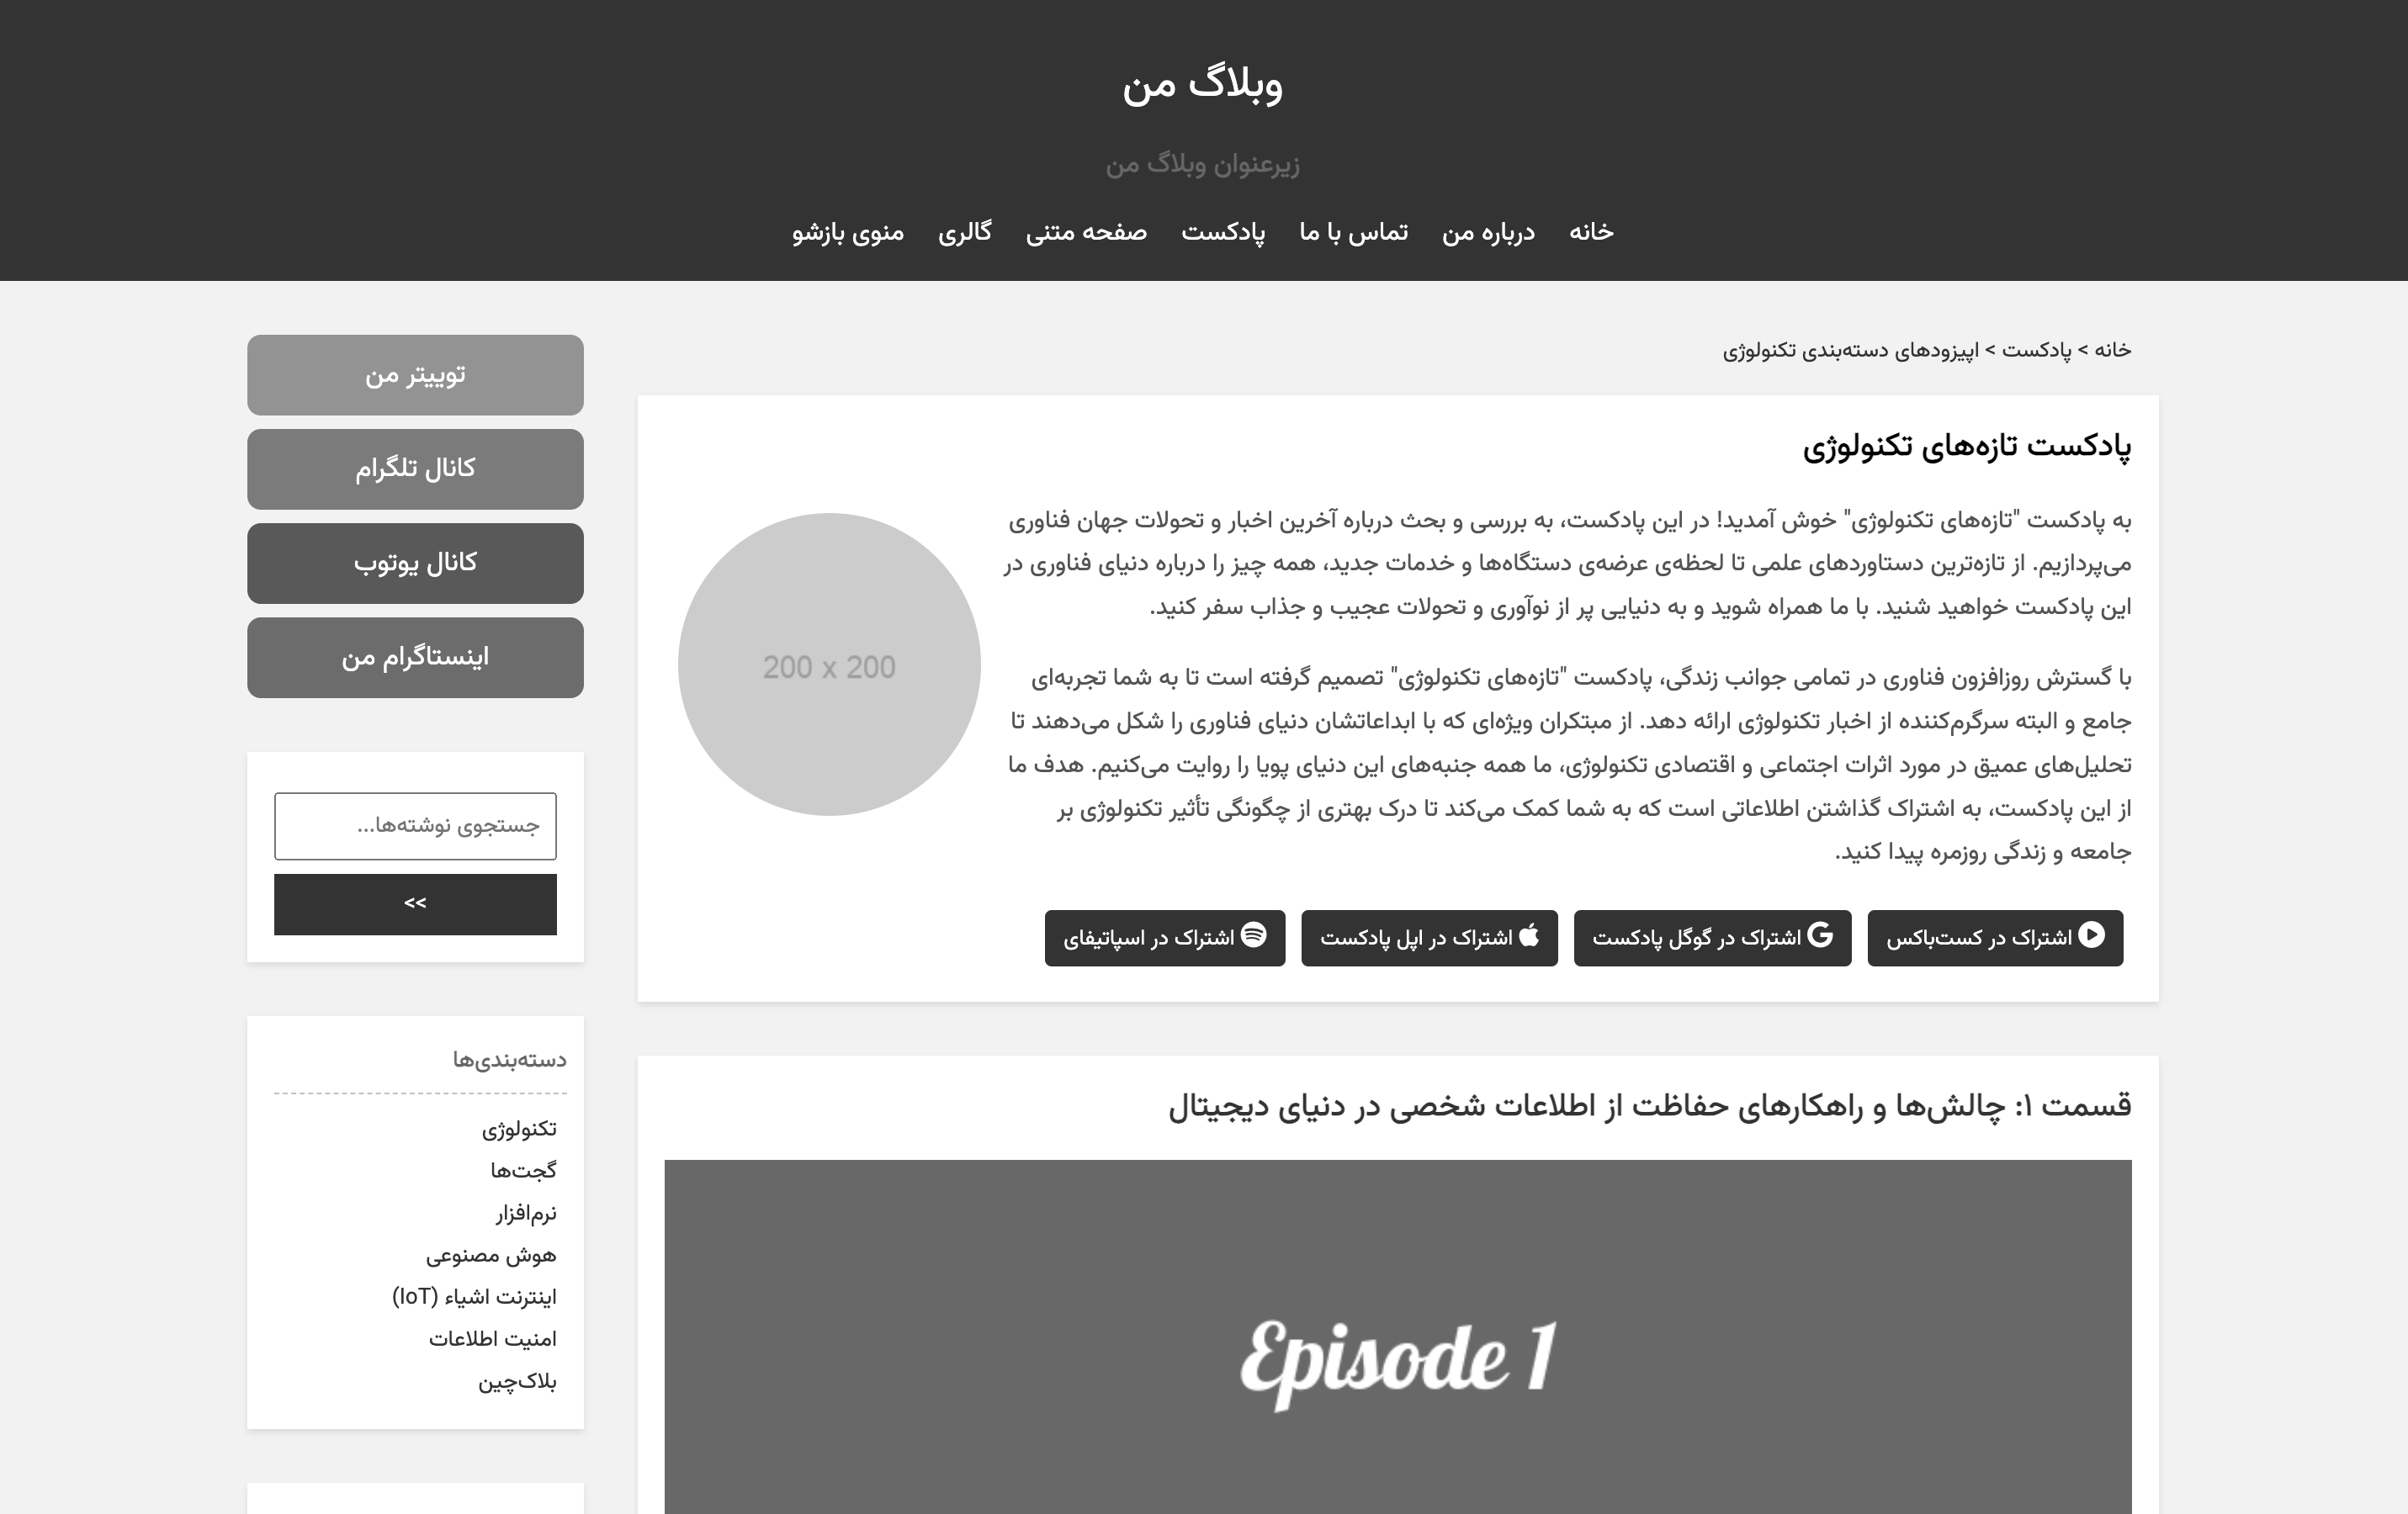 وبلاگ من
زیرعنوان وبلاگ من
خانه درباره من تماس با ما پادکست صفحه متنی گالری منوی بازشو
خانه > پادکست > اپیزودهای دسته‌بندی تکنولوژی
پادکست تازه‌های تکنولوژی
به پادکست "تازه‌های تکنولوژی" خوش آمدید! در این پادکست، به بررسی و بحث درباره آخرین اخبار و تحولات جهان فناوری
می‌پردازیم. از تازه‌ترین دستاوردهای علمی تا لحظه‌ی عرضه‌ی دستگاه‌ها و خدمات جدید، همه چیز را درباره دنیای فناوری در
این پادکست خواهید شنید. با ما همراه شوید و به دنیایی پر از نوآوری و تحولات عجیب و جذاب سفر کنید.
با گسترش روزافزون فناوری در تمامی جوانب زندگی، پادکست "تازه‌های تکنولوژی" تصمیم گرفته است تا به شما تجربه‌ای
جامع و البته سرگرم‌کننده از اخبار تکنولوژی ارائه دهد. از مبتکران ویژه‌ای که با ابداعاتشان دنیای فناوری را شکل می‌دهند تا
تحلیل‌های عمیق در مورد اثرات اجتماعی و اقتصادی تکنولوژی، ما همه جنبه‌های این دنیای پویا را روایت می‌کنیم. هدف ما
از این پادکست، به اشتراک گذاشتن اطلاعاتی است که به شما کمک می‌کند تا درک بهتری از چگونگی تأثیر تکنولوژی بر
جامعه و زندگی روزمره پیدا کنید.
200 x 200
اشتراک در کست‌باکس
اشتراک در گوگل پادکست
اشتراک در اپل پادکست
اشتراک در اسپاتیفای
قسمت ۱: چالش‌ها و راهکارهای حفاظت از اطلاعات شخصی در دنیای دیجیتال
Episode 1
توییتر من
کانال تلگرام
کانال یوتوب
اینستاگرام من
جستجوی نوشته‌ها...
>>
دسته‌بندی‌ها
تکنولوژی
گجت‌ها
نرم‌افزار
هوش مصنوعی
اینترنت اشیاء (IoT)
امنیت اطلاعات
بلاک‌چین